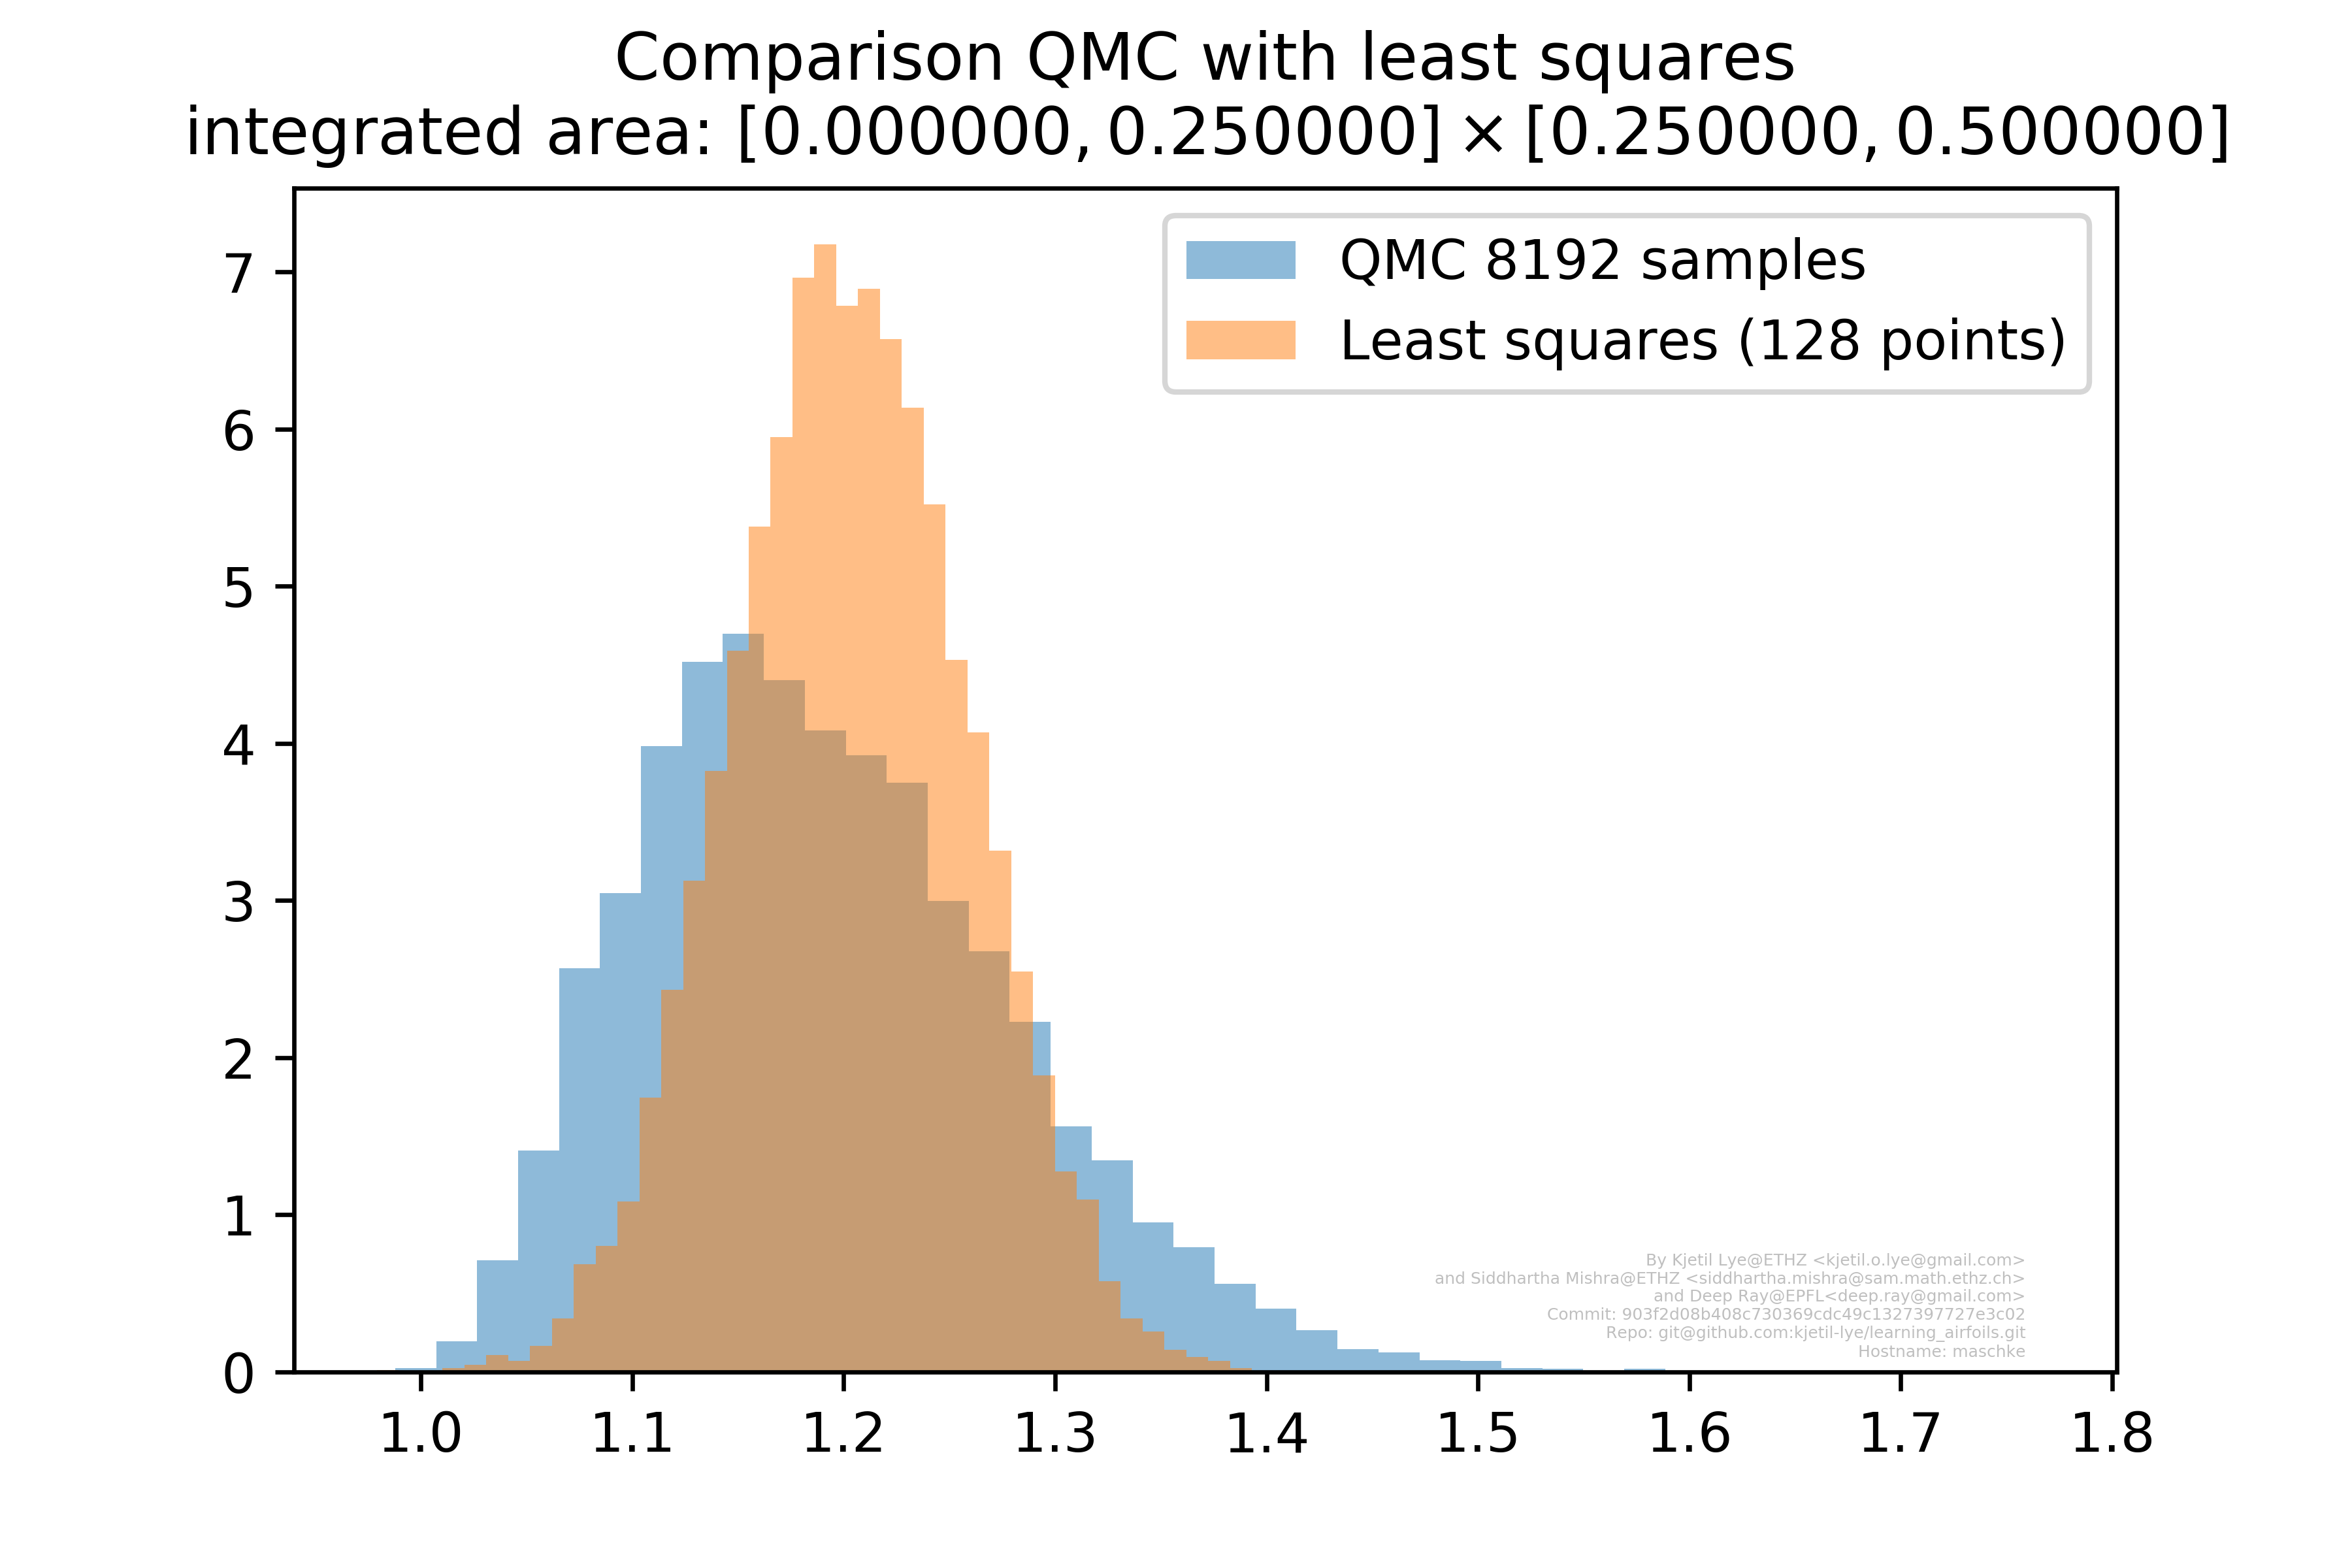 Comparison QMC with least squares
integrated area: [0.000000, 0.250000] × [0.250000, 0.500000]
QMC 8192 samples
Least squares (128 points)
7
6
5
4
3
2
1
0
By Kjetil Lye@ETHZ <kjetil.o.lye@gmail.com>
and Siddhartha Mishra@ETHZ <siddhartha.mishra@sam.math.ethz.ch>
and Deep Ray@EPFL<deep.ray@gmail.com>
Commit: 903f2d08b408c730369cdc49c1327397727e3c02
Repo: git@github.com:kjetil-lye/learning_airfoils.git
Hostname: maschke
1.0 1.1 1.2 1.3 1.4 1.5 1.6 1.7 1.8